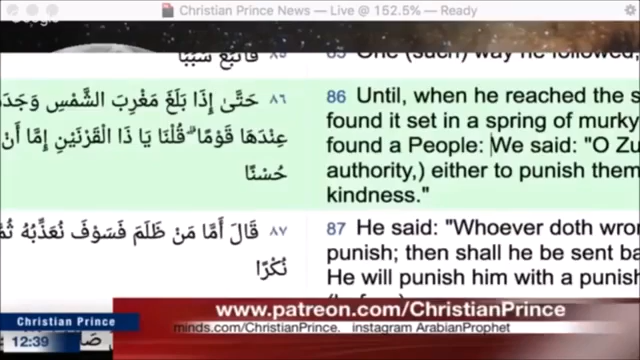 Christian Prince News — Live @ 152.5% — Ready
Google
فَأَتْبَعَ سَبَبًا ٨٥
85 One (such) way he followed,
حَتَّىٰ إِذَا بَلَغَ مَغْرِبَ الشَّمْسِ وَجَدَ ٨٦
عِندَهَا قَوْمًا ۗ قُلْنَا يَا ذَا الْقَرْنَيْنِ إِمَّا أَن
حُسْنًا
86 Until, when he reached the s
found it set in a spring of murky
found a People: We said: "O Zu
authority,) either to punish them
kindness."
قَالَ أَمَّا مَن ظَلَمَ فَسَوْفَ نُعَذِّبُهُ ثُمَّ ٨٧
نُّكْرًا
87 He said: "Whoever doth wron
punish; then shall he be sent ba
He will punish him with a punish
www.patreon.com/ChristianPrince
Christian Prince
minds.com/ChristianPrince. instagram ArabianProphet
12:39